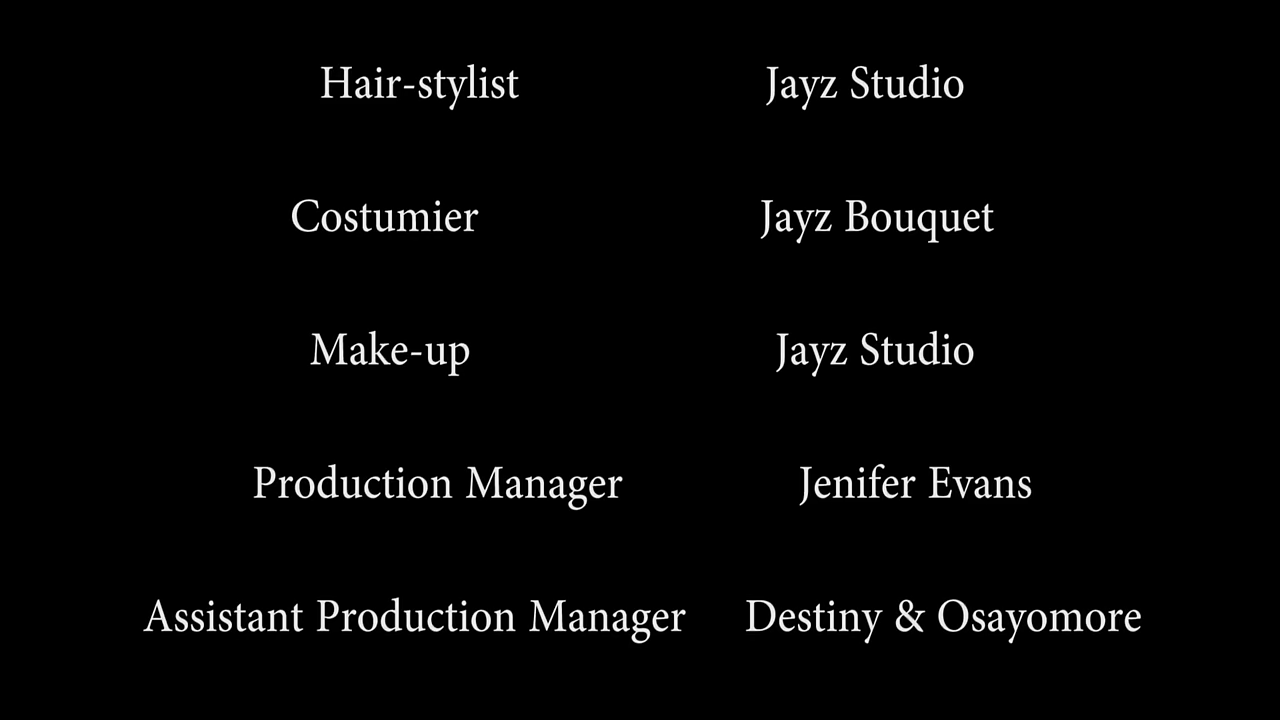 Hair-stylist Jayz Studio
Costumier Jayz Bouquet
Make-up Jayz Studio
Production Manager Jenifer Evans
Assistant Production Manager Destiny & Osayomore